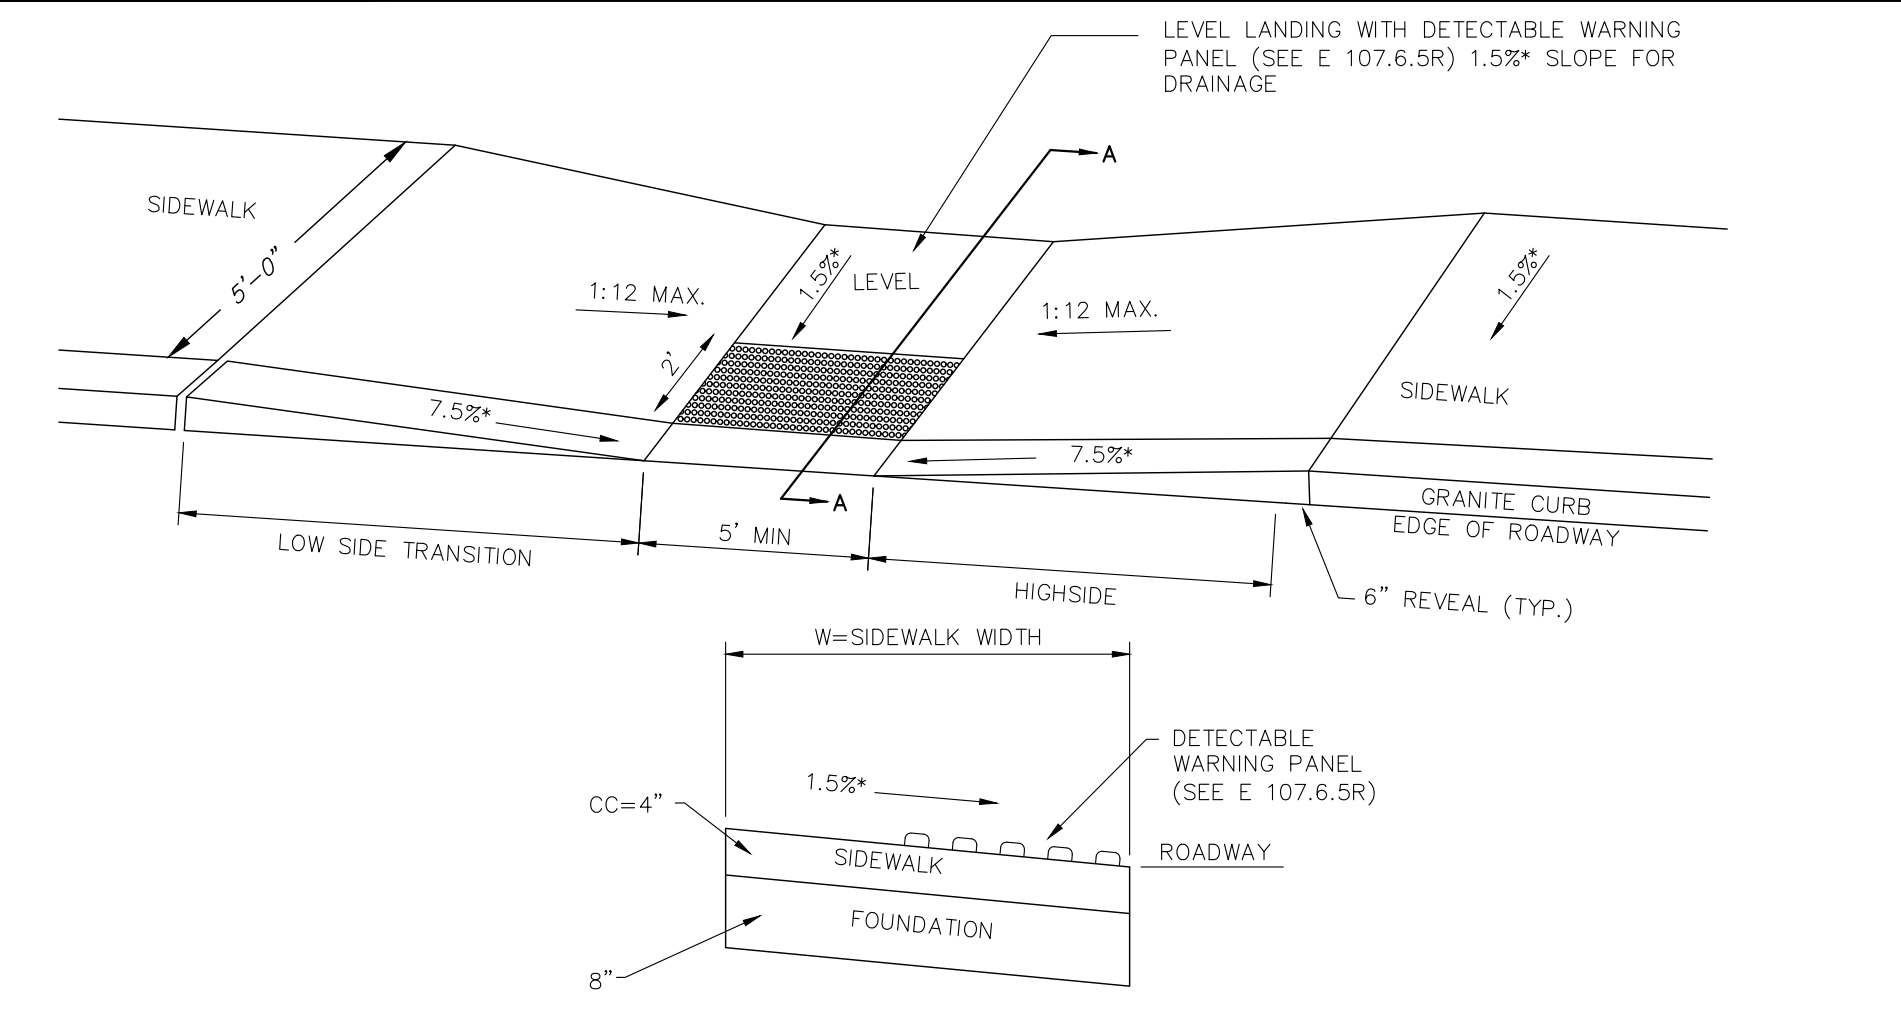 LEVEL LANDING WITH DETECTABLE WARNING
PANEL (SEE E 107.6.5R) 1.5%* SLOPE FOR
DRAINAGE
A
SIDEWALK
5'-0"
1.5%*
LEVEL
1.5%*
1:12 MAX.
1:12 MAX.
2'
SIDEWALK
7.5%*
7.5%*
A
GRANITE CURB
EDGE OF ROADWAY
LOW SIDE TRANSITION
5' MIN
HIGHSIDE
6" REVEAL (TYP.)
W=SIDEWALK WIDTH
DETECTABLE
WARNING PANEL
(SEE E 107.6.5R)
1.5%*
CC=4"
SIDEWALK
ROADWAY
FOUNDATION
8"